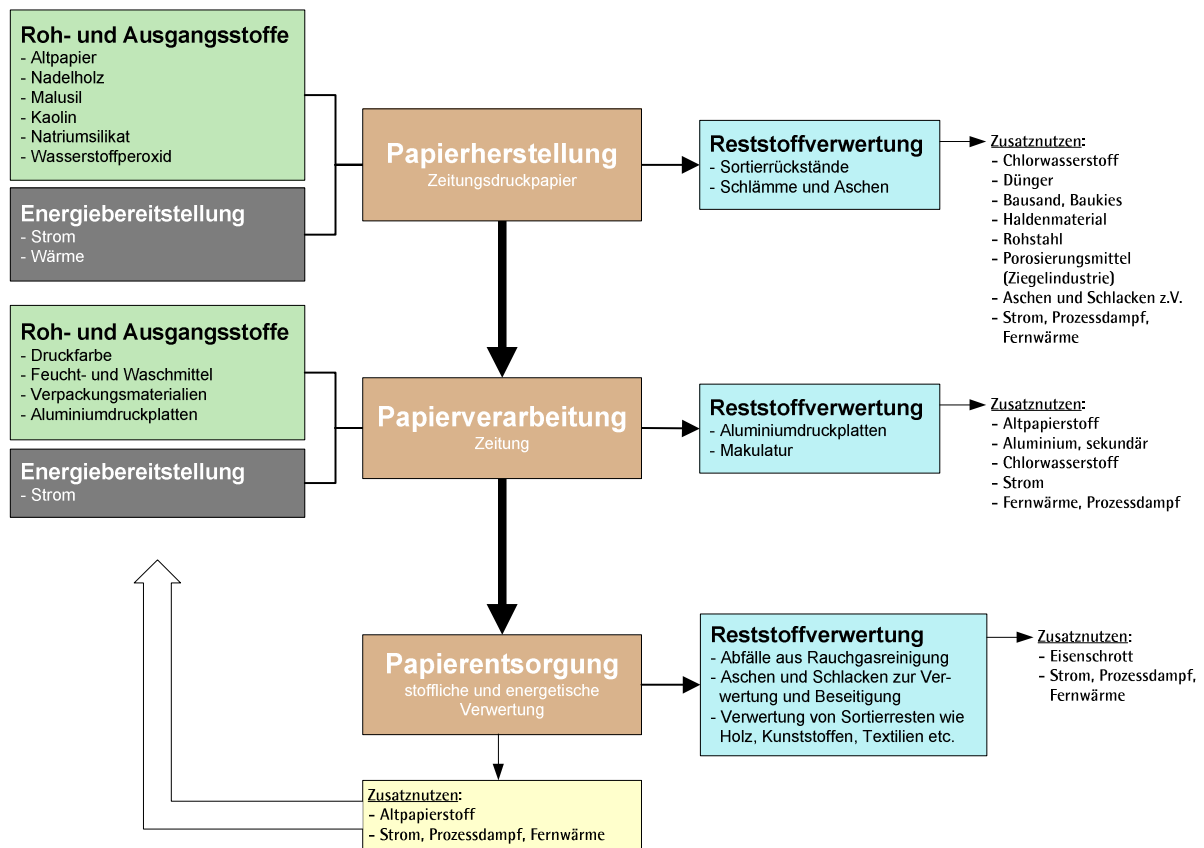 Roh- und Ausgangsstoffe
- Altpapier
- Nadelholz
- Malusil
- Kaolin
- Natriumsilikat
- Wasserstoffperoxid
Energiebereitstellung
- Strom
- Wärme
Papierherstellung
Zeitungsdruckpapier
Reststoffverwertung
- Sortierrückstände
- Schlämme und Aschen
Zusatznutzen:
- Chlorwasserstoff
- Dünger
- Bausand, Baukies
- Haldenmaterial
- Rohstahl
- Porosierungsmittel
(Ziegelindustrie)
- Aschen und Schlacken z.V.
- Strom, Prozessdampf,
Fernwärme
Roh- und Ausgangsstoffe
- Druckfarbe
- Feucht- und Waschmittel
- Verpackungsmaterialien
- Aluminiumdruckplatten
Energiebereitstellung
- Strom
Papierverarbeitung
Zeitung
Reststoffverwertung
- Aluminiumdruckplatten
- Makulatur
Zusatznutzen:
- Altpapierstoff
- Aluminium, sekundär
- Chlorwasserstoff
- Strom
- Fernwärme, Prozessdampf
Papierentsorgung
stoffliche und energetische
Verwertung
Reststoffverwertung
- Abfälle aus Rauchgasreinigung
- Aschen und Schlacken zur Ver-
wertung und Beseitigung
- Verwertung von Sortierresten wie
Holz, Kunststoffen, Textilien etc.
Zusatznutzen:
- Eisenschrott
- Strom, Prozessdampf,
Fernwärme
Zusatznutzen:
- Altpapierstoff
- Strom, Prozessdampf, Fernwärme